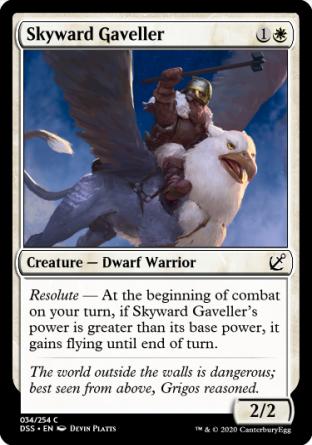 Skyward Gaveller 1
Creature — Dwarf Warrior
Resolute — At the beginning of combat
on your turn, if Skyward Gaveller's
power is greater than its base power, it
gains flying until end of turn.
The world outside the walls is dangerous;
best seen from above, Grigos reasoned.
2/2
034/254 C
DSS • EN DEVIN PLATTS
™ & © 2020 CanterburyEgg